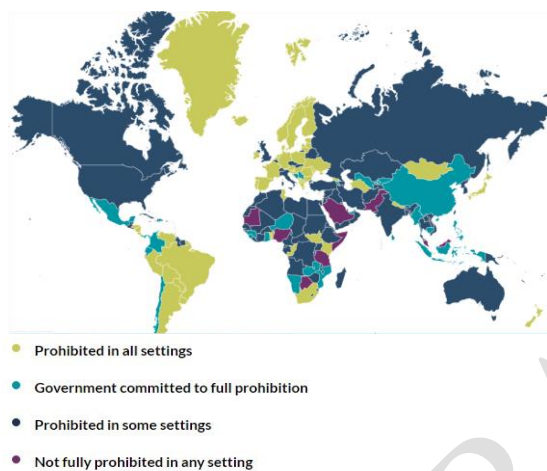 Prohibited in all settings
Government committed to full prohibition
Prohibited in some settings
Not fully prohibited in any setting